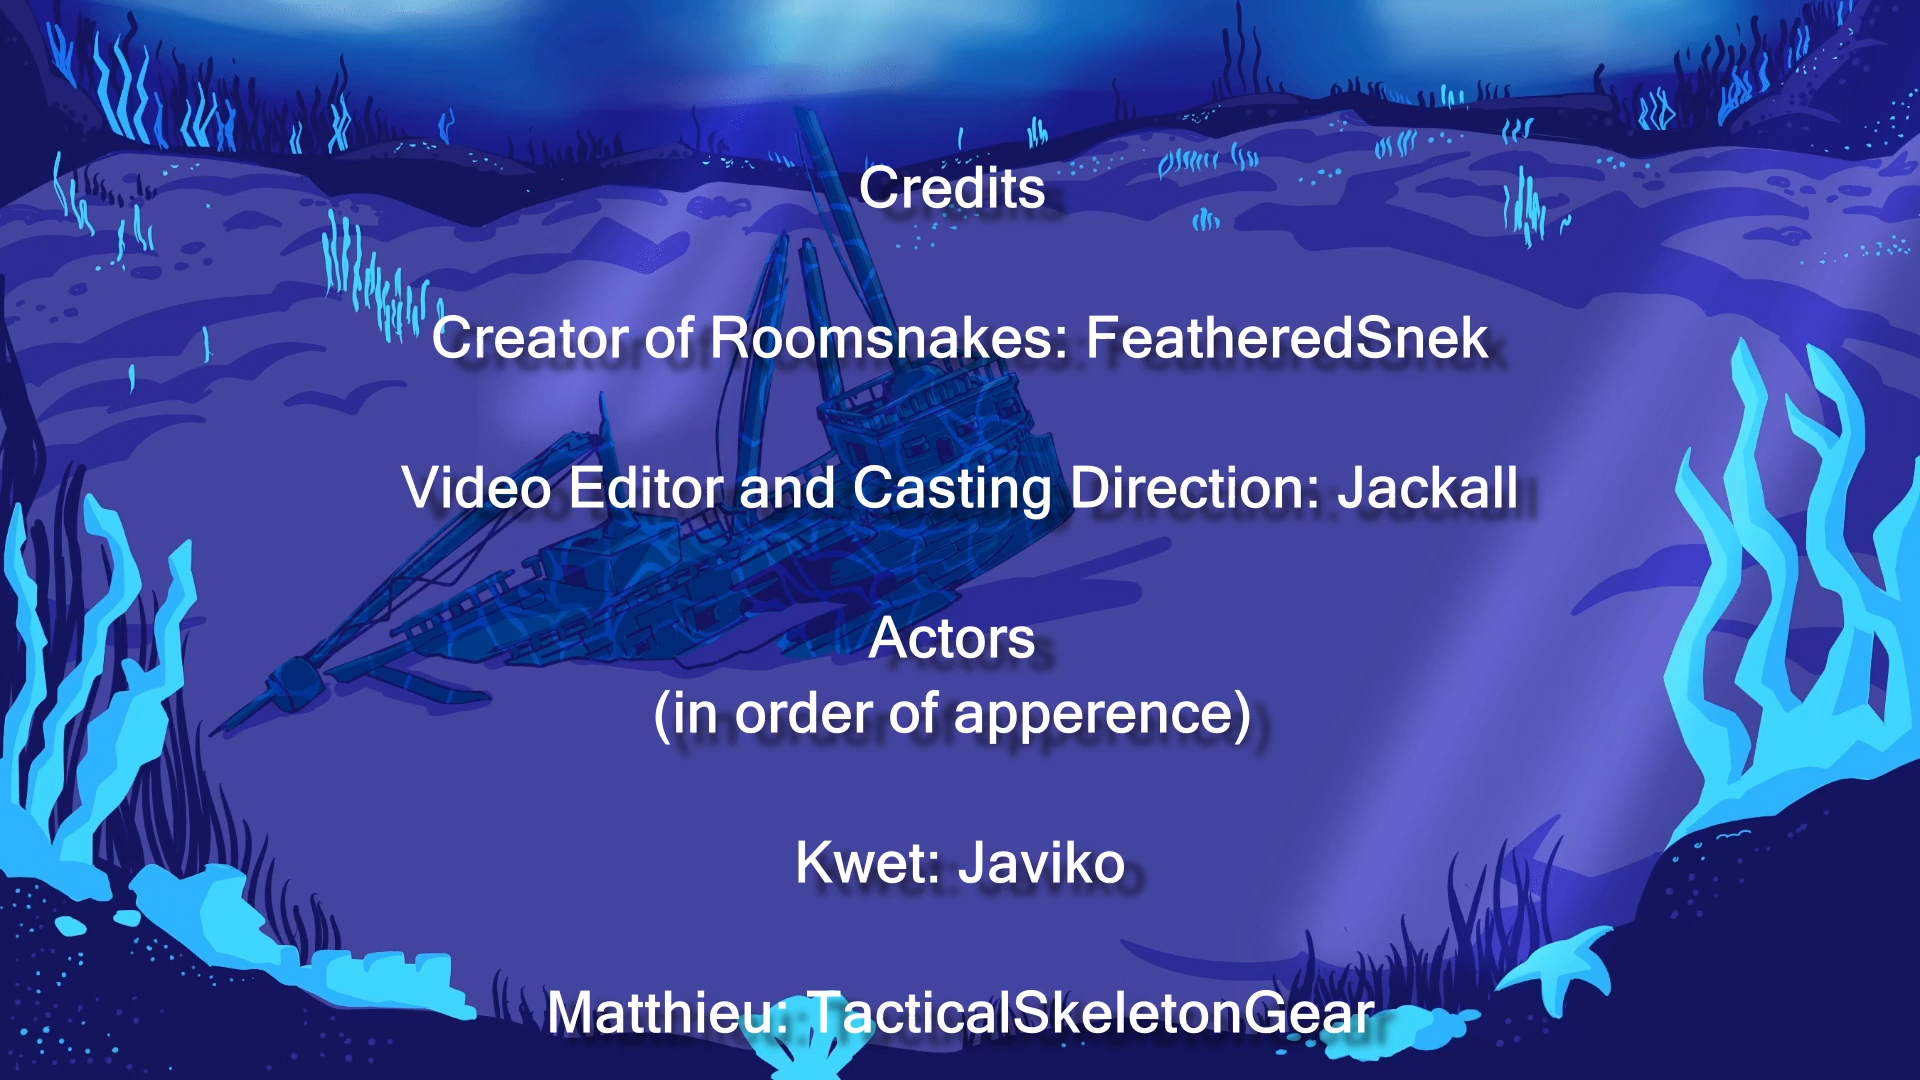 Credits
Creator of Roomsnakes: FeatheredSnek
Video Editor and Casting Direction: Jackall
Actors
(in order of apperence)
Kwet: Javiko
Matthieu: TacticalSkeletonGear